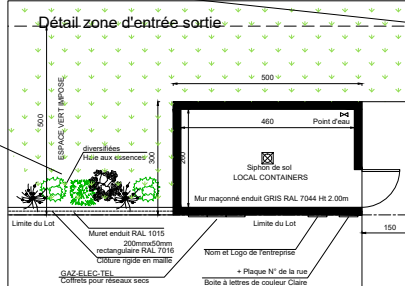 Détail zone d'entrée sortie
500
460
Point d'eau
500
ESPACE VERT IMPOSE
diversifiées
Haie aux essences
300
260
Siphon de sol
LOCAL CONTAINERS
Mur maçonné enduit GRIS RAL 7044 Ht 2.00m
Limite du Lot
Muret enduit RAL 1015
200mmx50mm
rectangulaire RAL 7016
Clôture rigide en maille
Limite du Lot
150
Nom et Logo de l'entreprise
GAZ-ELEC-TEL
Coffrets pour réseaux secs
+ Plaque N° de la rue
Boite à lettres de couleur Claire